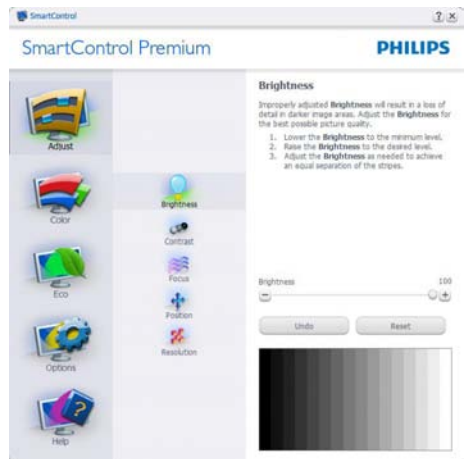 SmartControl
SmartControl Premium
PHILIPS
Adjust
Color
Eco
Options
Help
Brightness
Contrast
Focus
Position
Resolution
Brightness
Improperly adjusted Brightness will result in a loss of
detail in darker image areas. Adjust the Brightness for
the best possible picture quality.
1. Lower the Brightness to the minimum level.
2. Raise the Brightness to the desired level.
3. Adjust the Brightness as needed to achieve
an equal separation of the stripes.
Brightness 100
Undo Reset